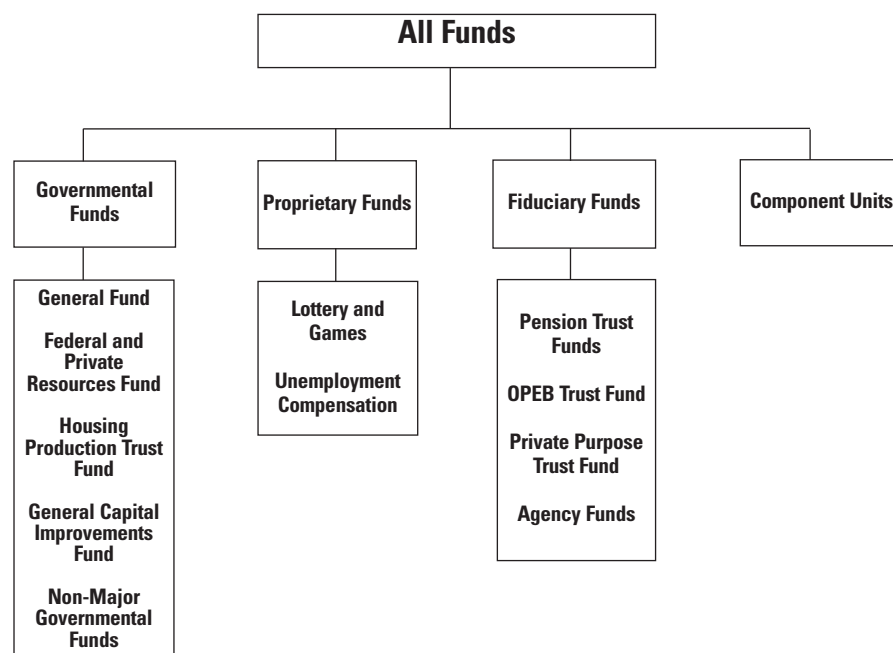 All Funds
Governmental
Funds
Proprietary Funds
Fiduciary Funds
Component Units
General Fund
Federal and
Private
Resources Fund
Housing
Production Trust
Fund
General Capital
Improvements
Fund
Non-Major
Governmental
Funds
Lottery and
Games
Unemployment
Compensation
Pension Trust
Funds
OPEB Trust Fund
Private Purpose
Trust Fund
Agency Funds